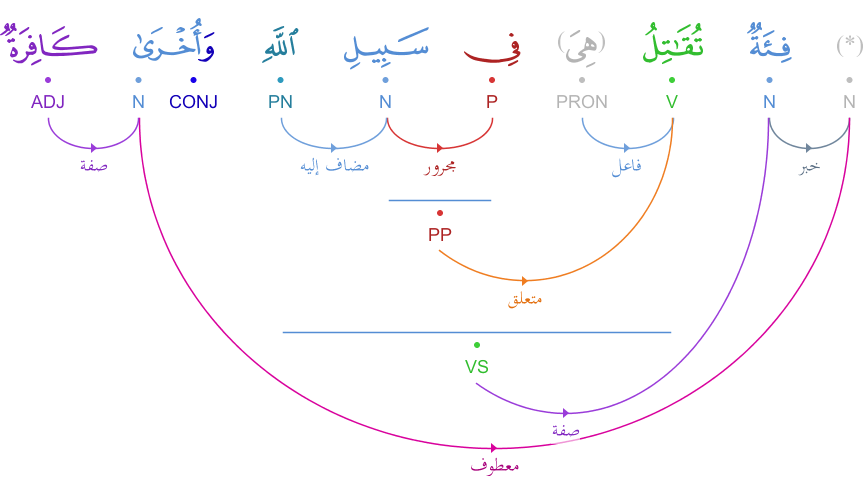 (*) فِئَةٌ تُقَٰتِلُ (هِىَ) فِى سَبِيلِ ٱللَّهِ وَأُخْرَىٰ كَافِرَةٌ
N N V PRON P N PN CONJ N ADJ
خبر فاعل مجرور مضاف إليه صفة
PP
متعلق
VS
صفة
معطوف